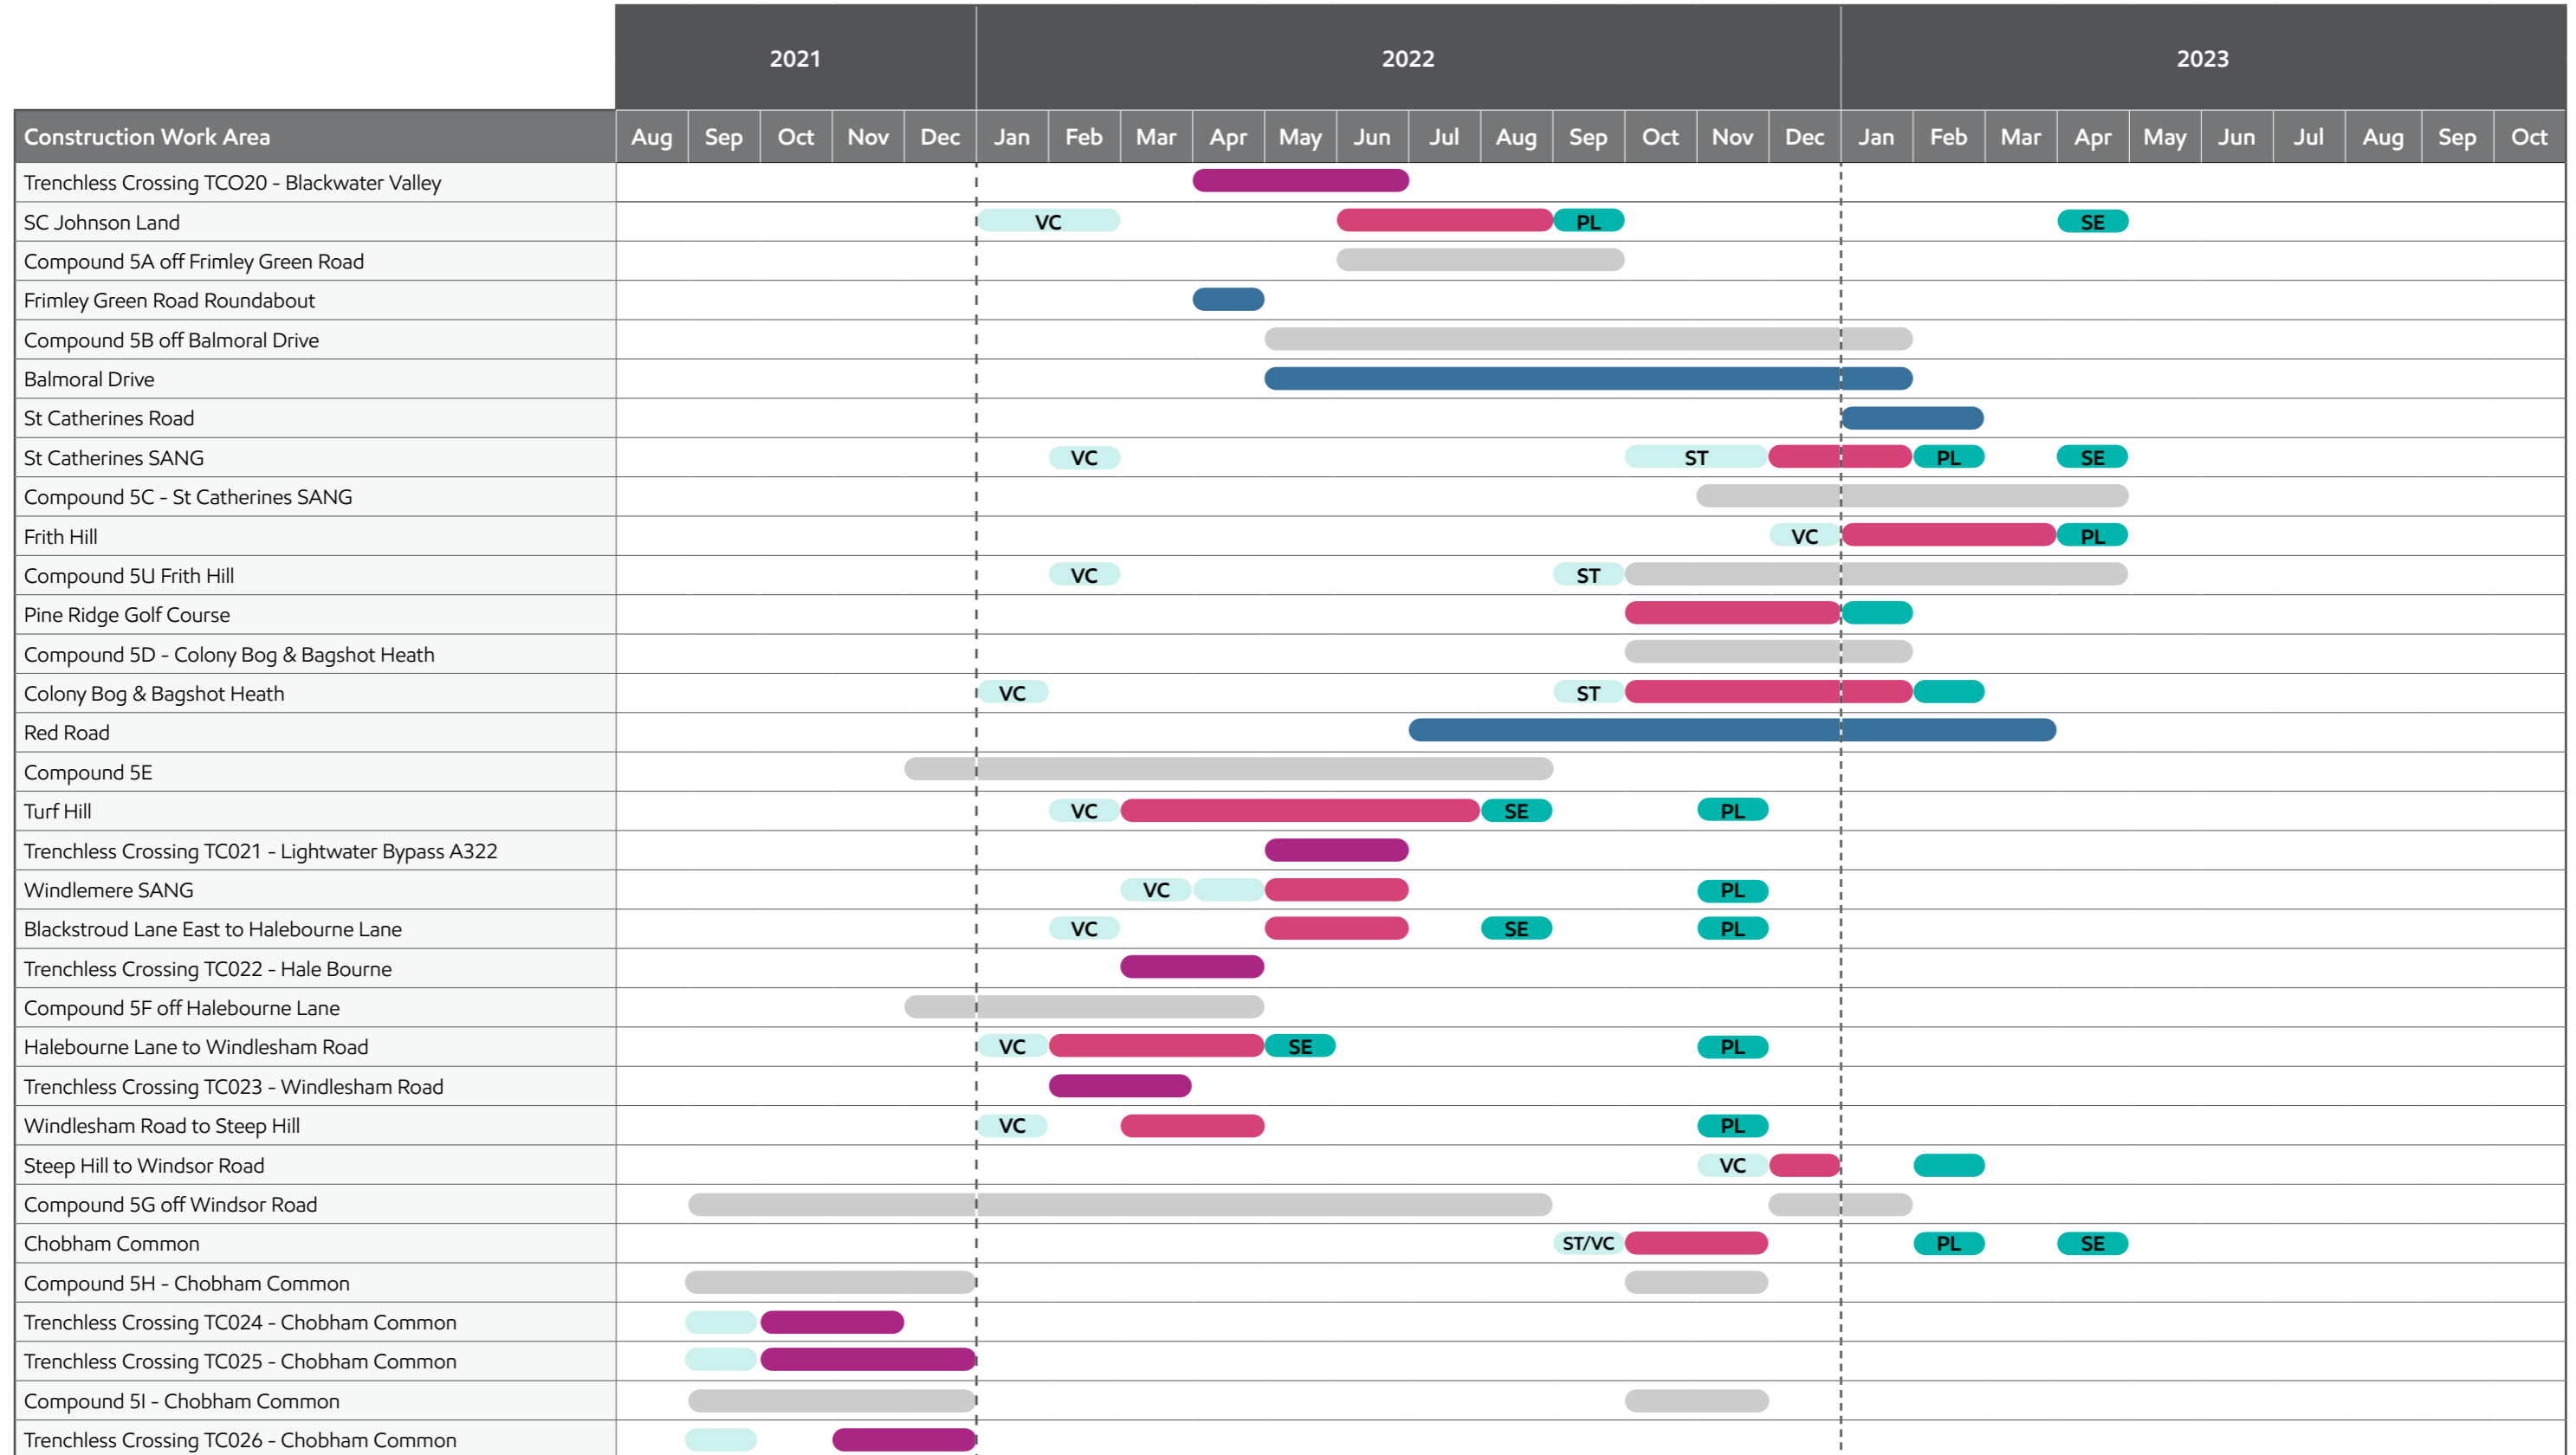 2021 2022 2023
Construction Work Area Aug Sep Oct Nov Dec Jan Feb Mar Apr May Jun Jul Aug Sep Oct Nov Dec Jan Feb Mar Apr May Jun Jul Aug Sep Oct
Trenchless Crossing TCO20 - Blackwater Valley
SC Johnson Land VC PL SE
Compound 5A off Frimley Green Road
Frimley Green Road Roundabout
Compound 5B off Balmoral Drive
Balmoral Drive
St Catherines Road
St Catherines SANG VC ST PL SE
Compound 5C - St Catherines SANG
Frith Hill VC PL
Compound 5U Frith Hill VC ST
Pine Ridge Golf Course
Compound 5D - Colony Bog & Bagshot Heath
Colony Bog & Bagshot Heath VC ST
Red Road
Compound 5E
Turf Hill VC SE PL
Trenchless Crossing TC021 - Lightwater Bypass A322
Windlemere SANG VC PL
Blackstroud Lane East to Halebourne Lane VC SE PL
Trenchless Crossing TC022 - Hale Bourne
Compound 5F off Halebourne Lane
Halebourne Lane to Windlesham Road VC SE PL
Trenchless Crossing TC023 - Windlesham Road
Windlesham Road to Steep Hill VC PL
Steep Hill to Windsor Road VC
Compound 5G off Windsor Road
Chobham Common ST/VC PL SE
Compound 5H - Chobham Common
Trenchless Crossing TC024 - Chobham Common
Trenchless Crossing TC025 - Chobham Common
Compound 5I - Chobham Common
Trenchless Crossing TC026 - Chobham Common